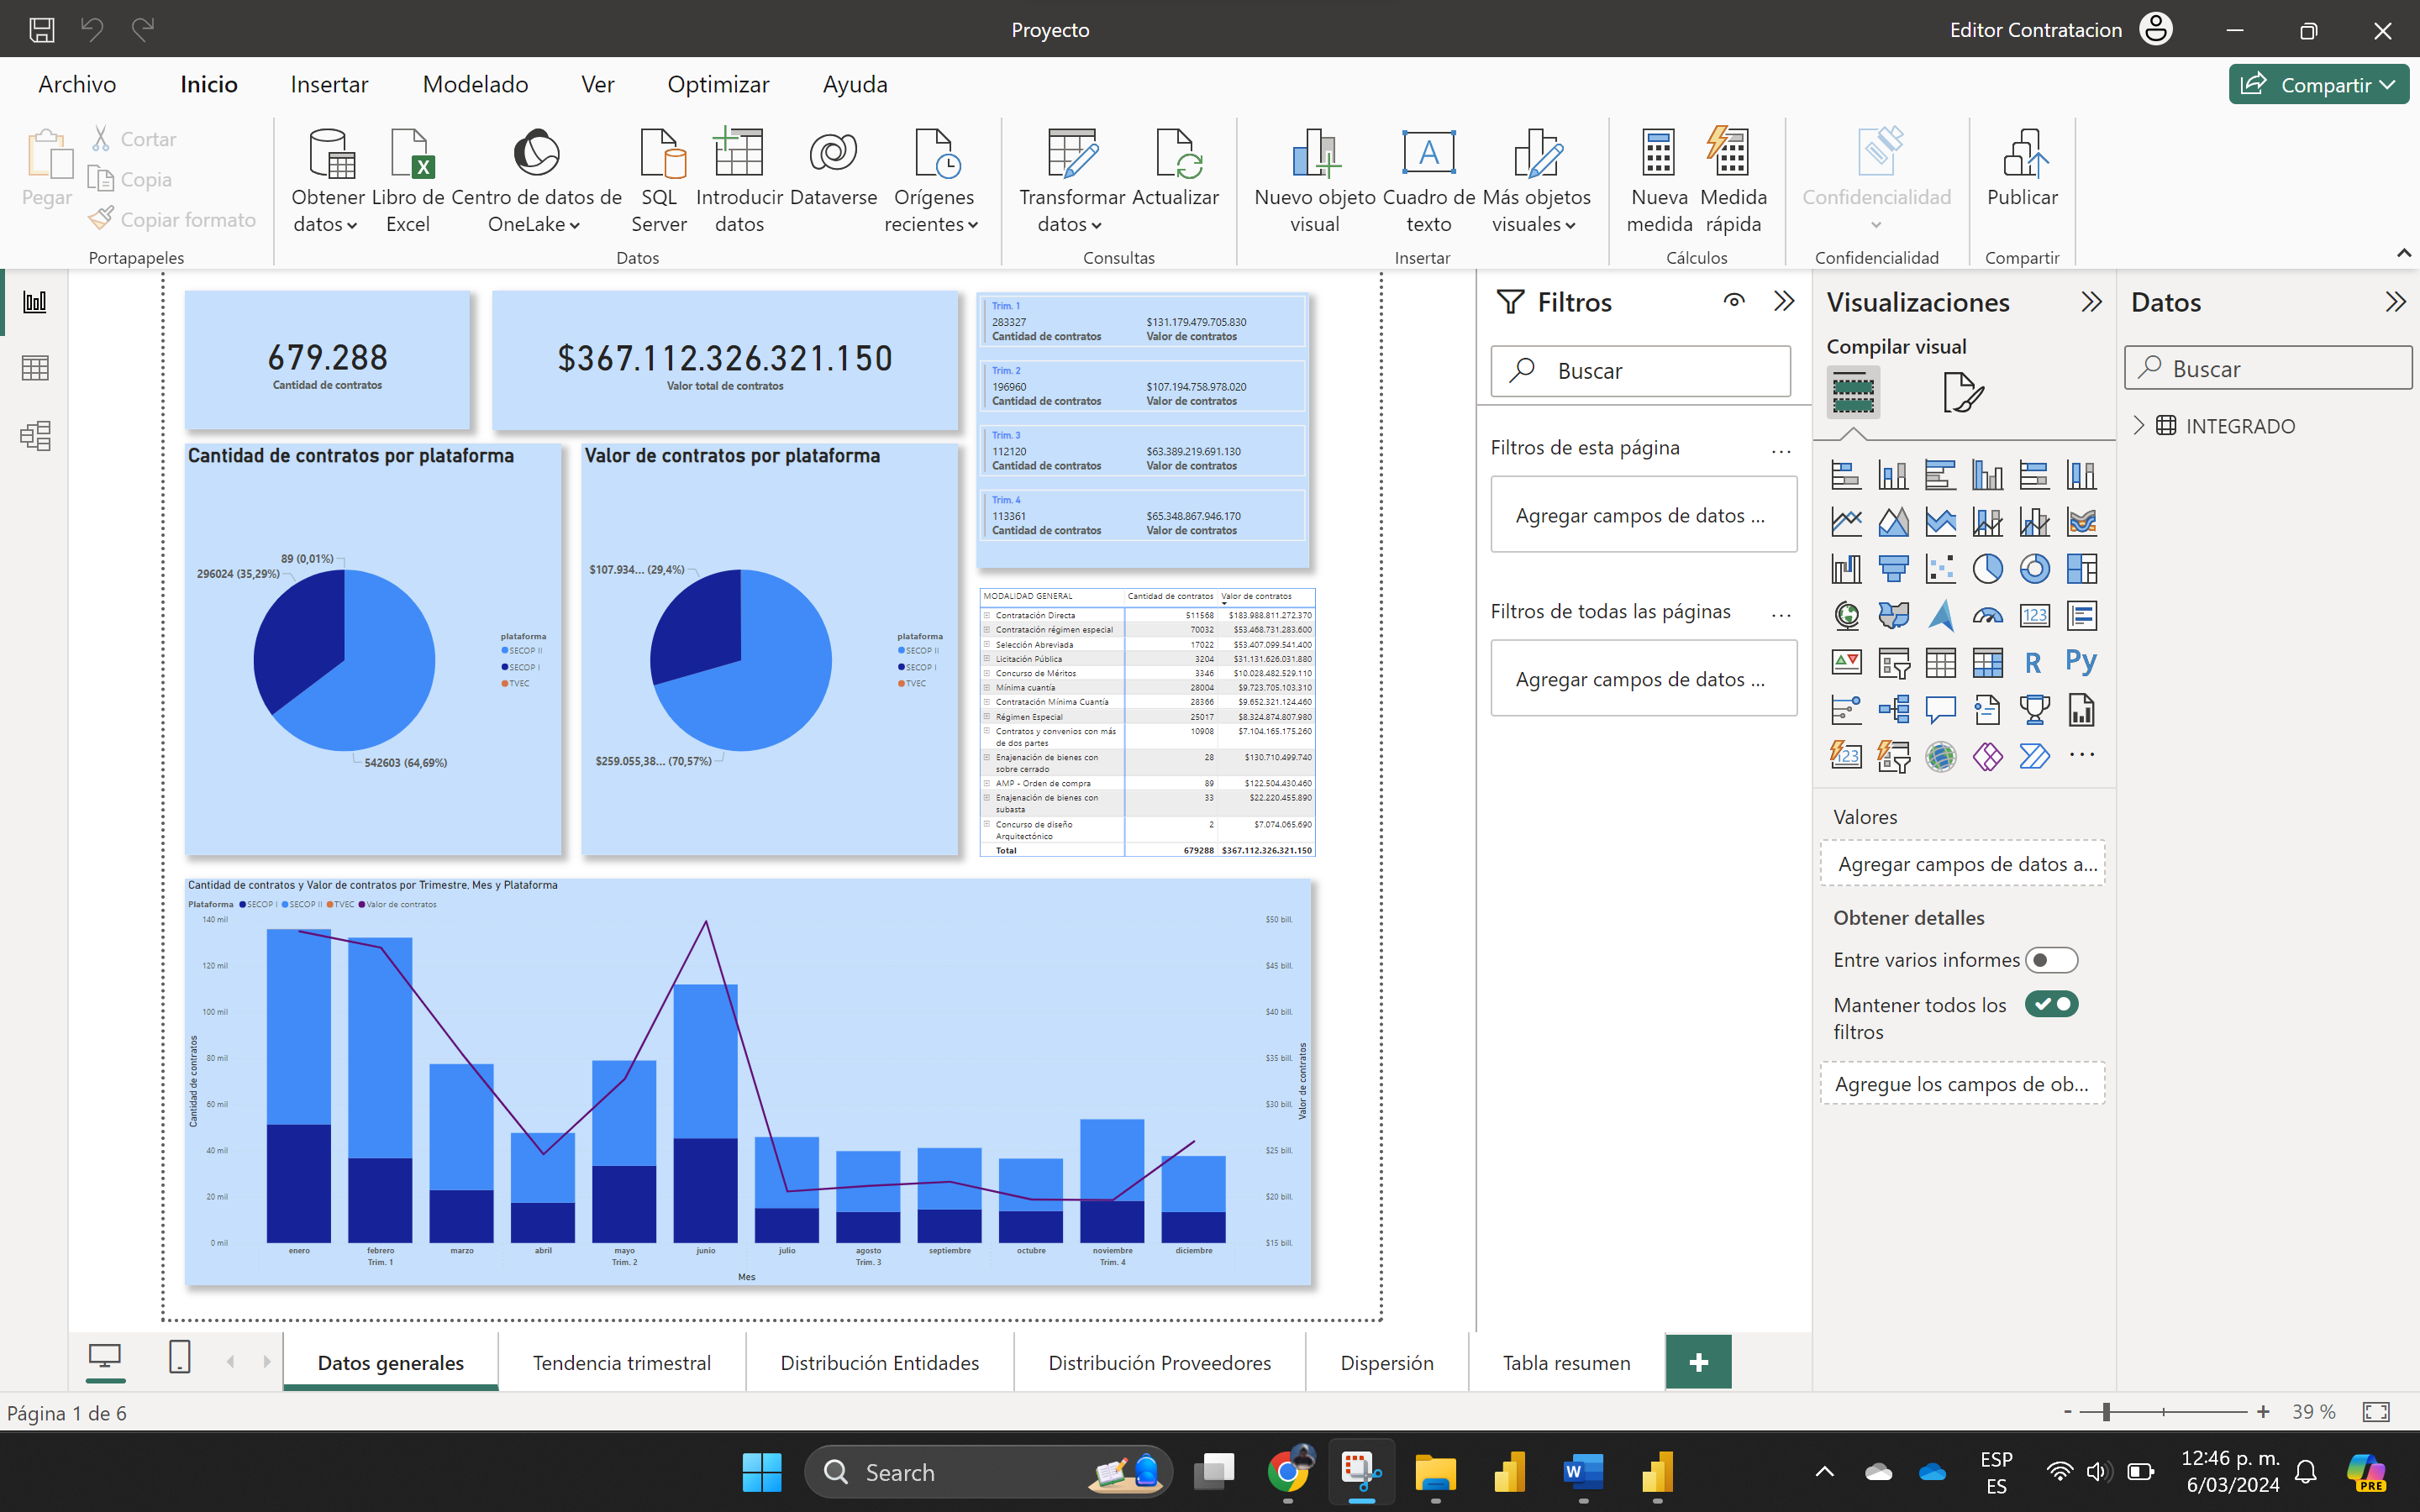 Proyecto
Editor Contratacion
Archivo
Inicio
Insertar
Modelado
Ver
Optimizar
Ayuda
Compartir
Pegar
Cortar
Copia
Copiar formato
Portapapeles
Obtener datos
Libro de Excel
Centro de datos de OneLake
SQL Server
Introducir datos
Dataverse
Orígenes recientes
Datos
Transformar datos
Actualizar
Consultas
Nuevo objeto visual
Cuadro de texto
Más objetos visuales
Insertar
Nueva medida
Medida rápida
Cálculos
Confidencialidad
Confidencialidad
Publicar
Compartir
679.288
Cantidad de contratos
$367.112.326.321.150
Valor total de contratos
Trim. 1
283327 $131.179.479.705.830
Cantidad de contratos Valor de contratos
Trim. 2
196960 $107.194.758.978.020
Cantidad de contratos Valor de contratos
Trim. 3
112120 $63.389.219.691.130
Cantidad de contratos Valor de contratos
Trim. 4
113361 $65.348.867.946.170
Cantidad de contratos Valor de contratos
Cantidad de contratos por plataforma
89 (0,01%)
296024 (35,29%)
542603 (64,69%)
plataforma
SECOP II
SECOP I
TVEC
Valor de contratos por plataforma
$107.934... (29,4%)
$259.055,38... (70,57%)
plataforma
SECOP II
SECOP I
TVEC
MODALIDAD GENERAL Cantidad de contratos Valor de contratos
Contratación Directa 511568 $183.988.811.272.370
Contratación régimen especial 70032 $53.468.731.283.600
Selección Abreviada 17022 $53.407.099.541.400
Licitación Pública 3204 $31.131.626.031.880
Concurso de Méritos 3346 $10.028.482.529.110
Mínima cuantía 28004 $9.723.705.103.310
Contratación Mínima Cuantía 28366 $9.652.321.124.460
Régimen Especial 25017 $8.324.874.807.980
Contratos y convenios con más 10908 $7.104.165.175.260
de dos partes
Enajenación de bienes con 28 $130.710.499.740
sobre cerrado
AMP - Orden de compra 89 $122.504.430.460
Enajenación de bienes con 33 $22.220.455.890
subasta
Concurso de diseño 2 $7.074.065.690
Arquitectónico
Total 679288 $367.112.326.321.150
Cantidad de contratos y Valor de contratos por Trimestre, Mes y Plataforma
Plataforma SECOP I SECOP II TVEC Valor de contratos
140 mil
120 mil
100 mil
80 mil
60 mil
40 mil
20 mil
0 mil
Cantidad de contratos
$50 bill.
$45 bill.
$40 bill.
$35 bill.
$30 bill.
$25 bill.
$20 bill.
$15 bill.
Valor de contratos
enero febrero marzo abril mayo junio julio agosto septiembre octubre noviembre diciembre
Trim. 1 Trim. 2 Trim. 3 Trim. 4
Mes
Filtros
Buscar
Filtros de esta página ...
Agregar campos de datos ...
Filtros de todas las páginas ...
Agregar campos de datos ...
Visualizaciones
Compilar visual
123
R
Py
123
Valores
Agregar campos de datos a...
Obtener detalles
Entre varios informes
Mantener todos los
filtros
Agregue los campos de ob...
Datos
Buscar
INTEGRADO
Datos generales
Tendencia trimestral
Distribución Entidades
Distribución Proveedores
Dispersión
Tabla resumen
+
Página 1 de 6
- + 39 %
Search
W
ESP
ES
12:46 p. m.
6/03/2024
PRE